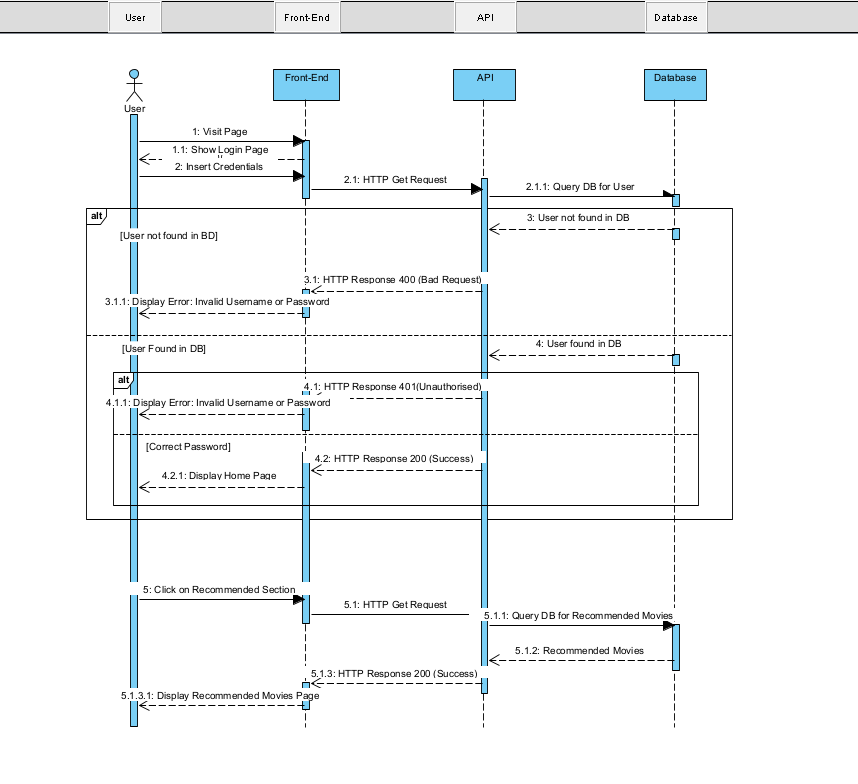 User Front-End API Database
Front-End API Database
User
1: Visit Page
1.1: Show Login Page
2: Insert Credentials
2.1: HTTP Get Request
2.1.1: Query DB for User
alt
3: User not found in DB
[User not found in BD]
3.1: HTTP Response 400 (Bad Request)
3.1.1: Display Error: Invalid Username or Password
4: User found in DB
[User Found in DB]
alt
4.1: HTTP Response 401(Unauthorised)
4.1.1: Display Error: Invalid Username or Password
[Correct Password]
4.2: HTTP Response 200 (Success)
4.2.1: Display Home Page
5: Click on Recommended Section
5.1: HTTP Get Request
5.1.1: Query DB for Recommended Movies
5.1.2: Recommended Movies
5.1.3: HTTP Response 200 (Success)
5.1.3.1: Display Recommended Movies Page